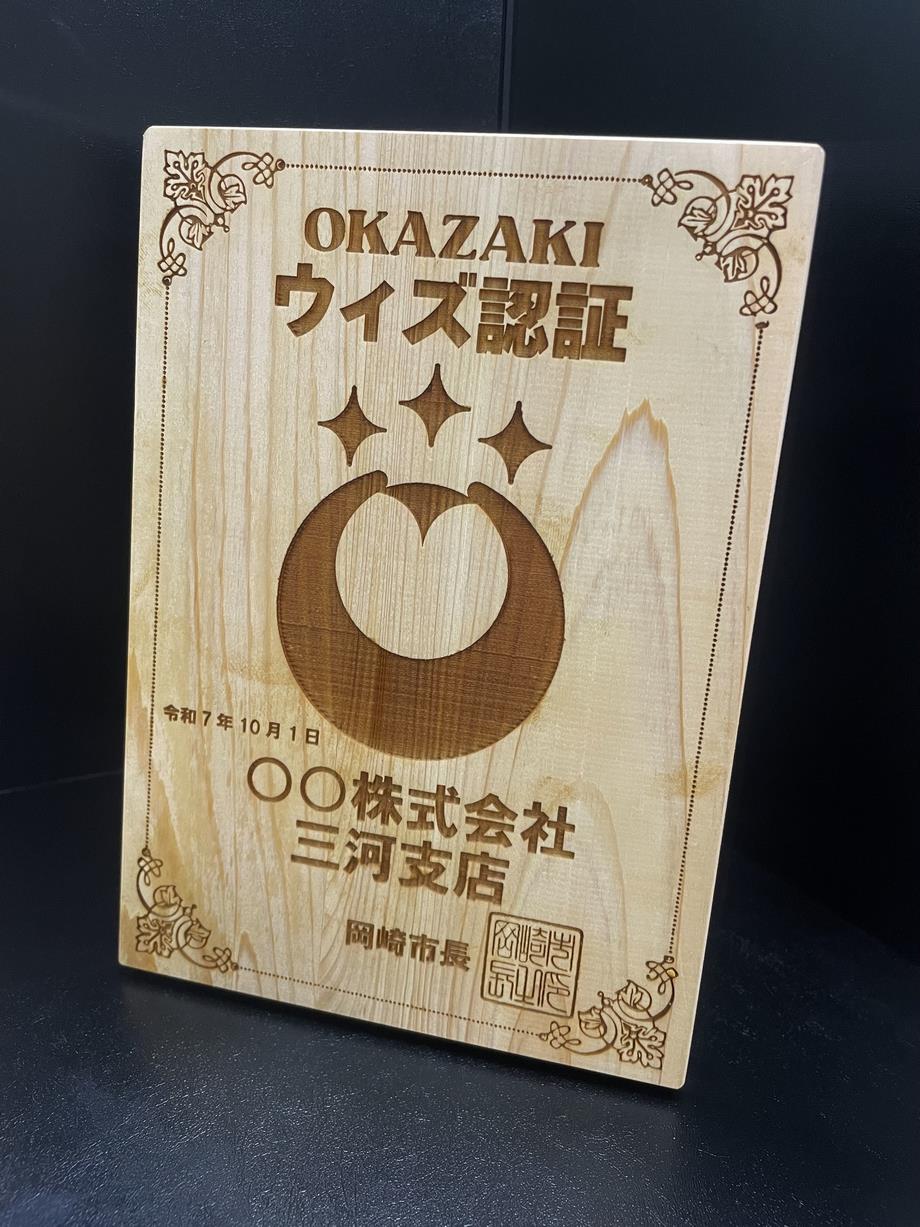 OKAZAKI
ウィズ認証
令和7年10月1日
〇〇株式会社
三河支店
岡崎市長